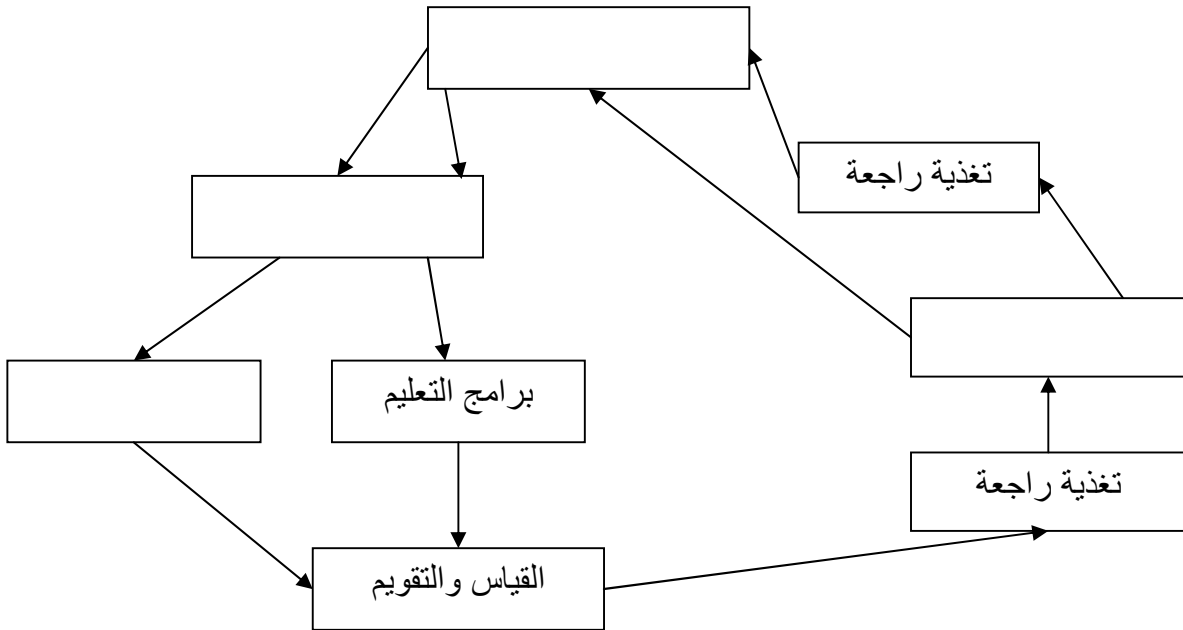 تغذية راجعة
برامج التعليم
تغذية راجعة
القياس والتقويم